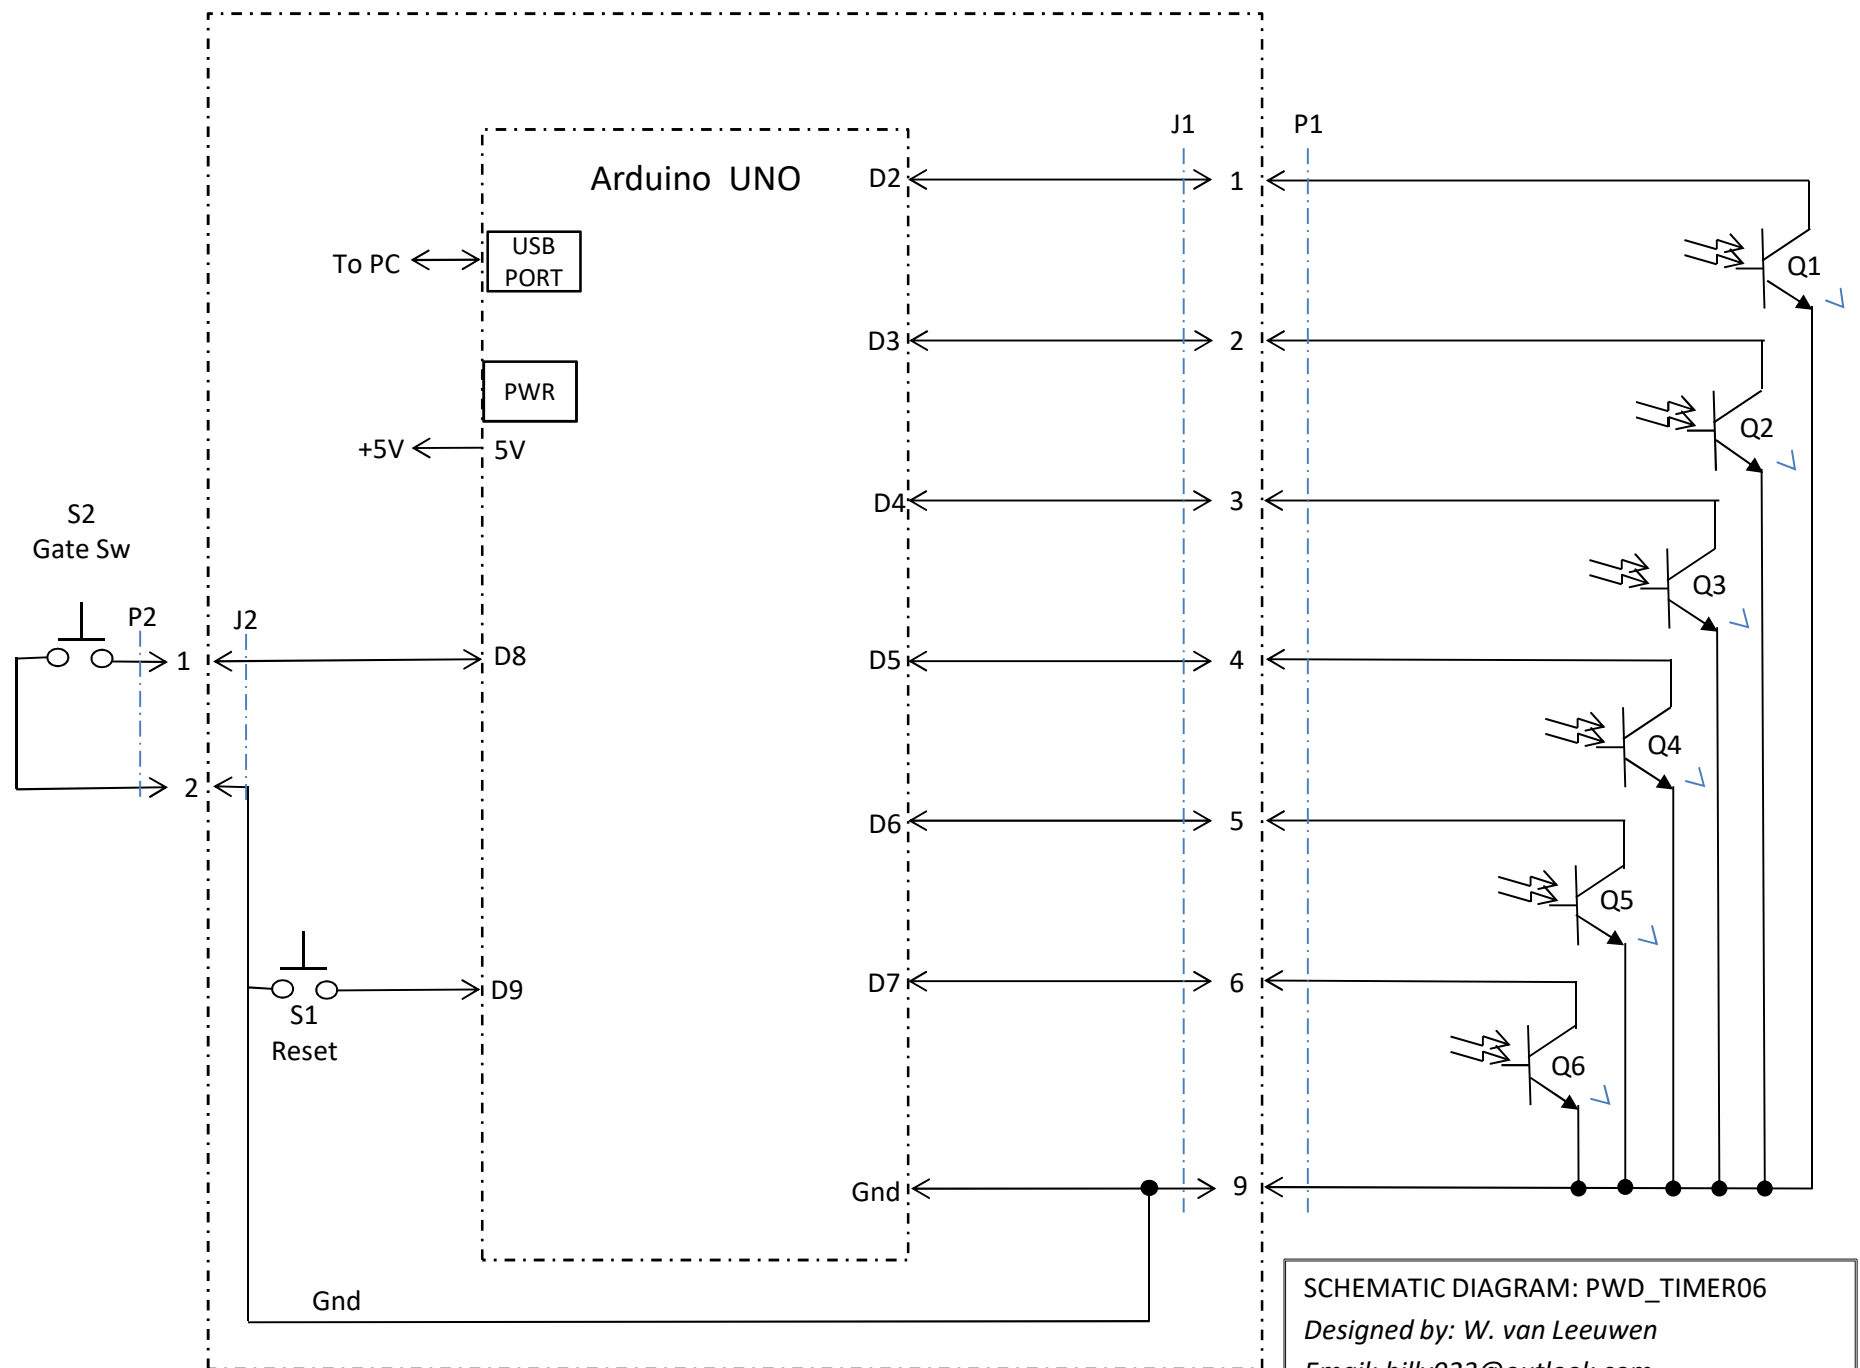 J1
P1
Arduino UNO
D2
1
USB
PORT
To PC
Q1
D3
2
PWR
Q2
+5V
5V
D4
3
S2
Gate Sw
Q3
P2
J2
1
D8
D5
4
Q4
2
D6
5
Q5
D7
6
D9
S1
Reset
Q6
Gnd
9
Gnd
SCHEMATIC DIAGRAM: PWD_TIMER06
Designed by: W. van Leeuwen